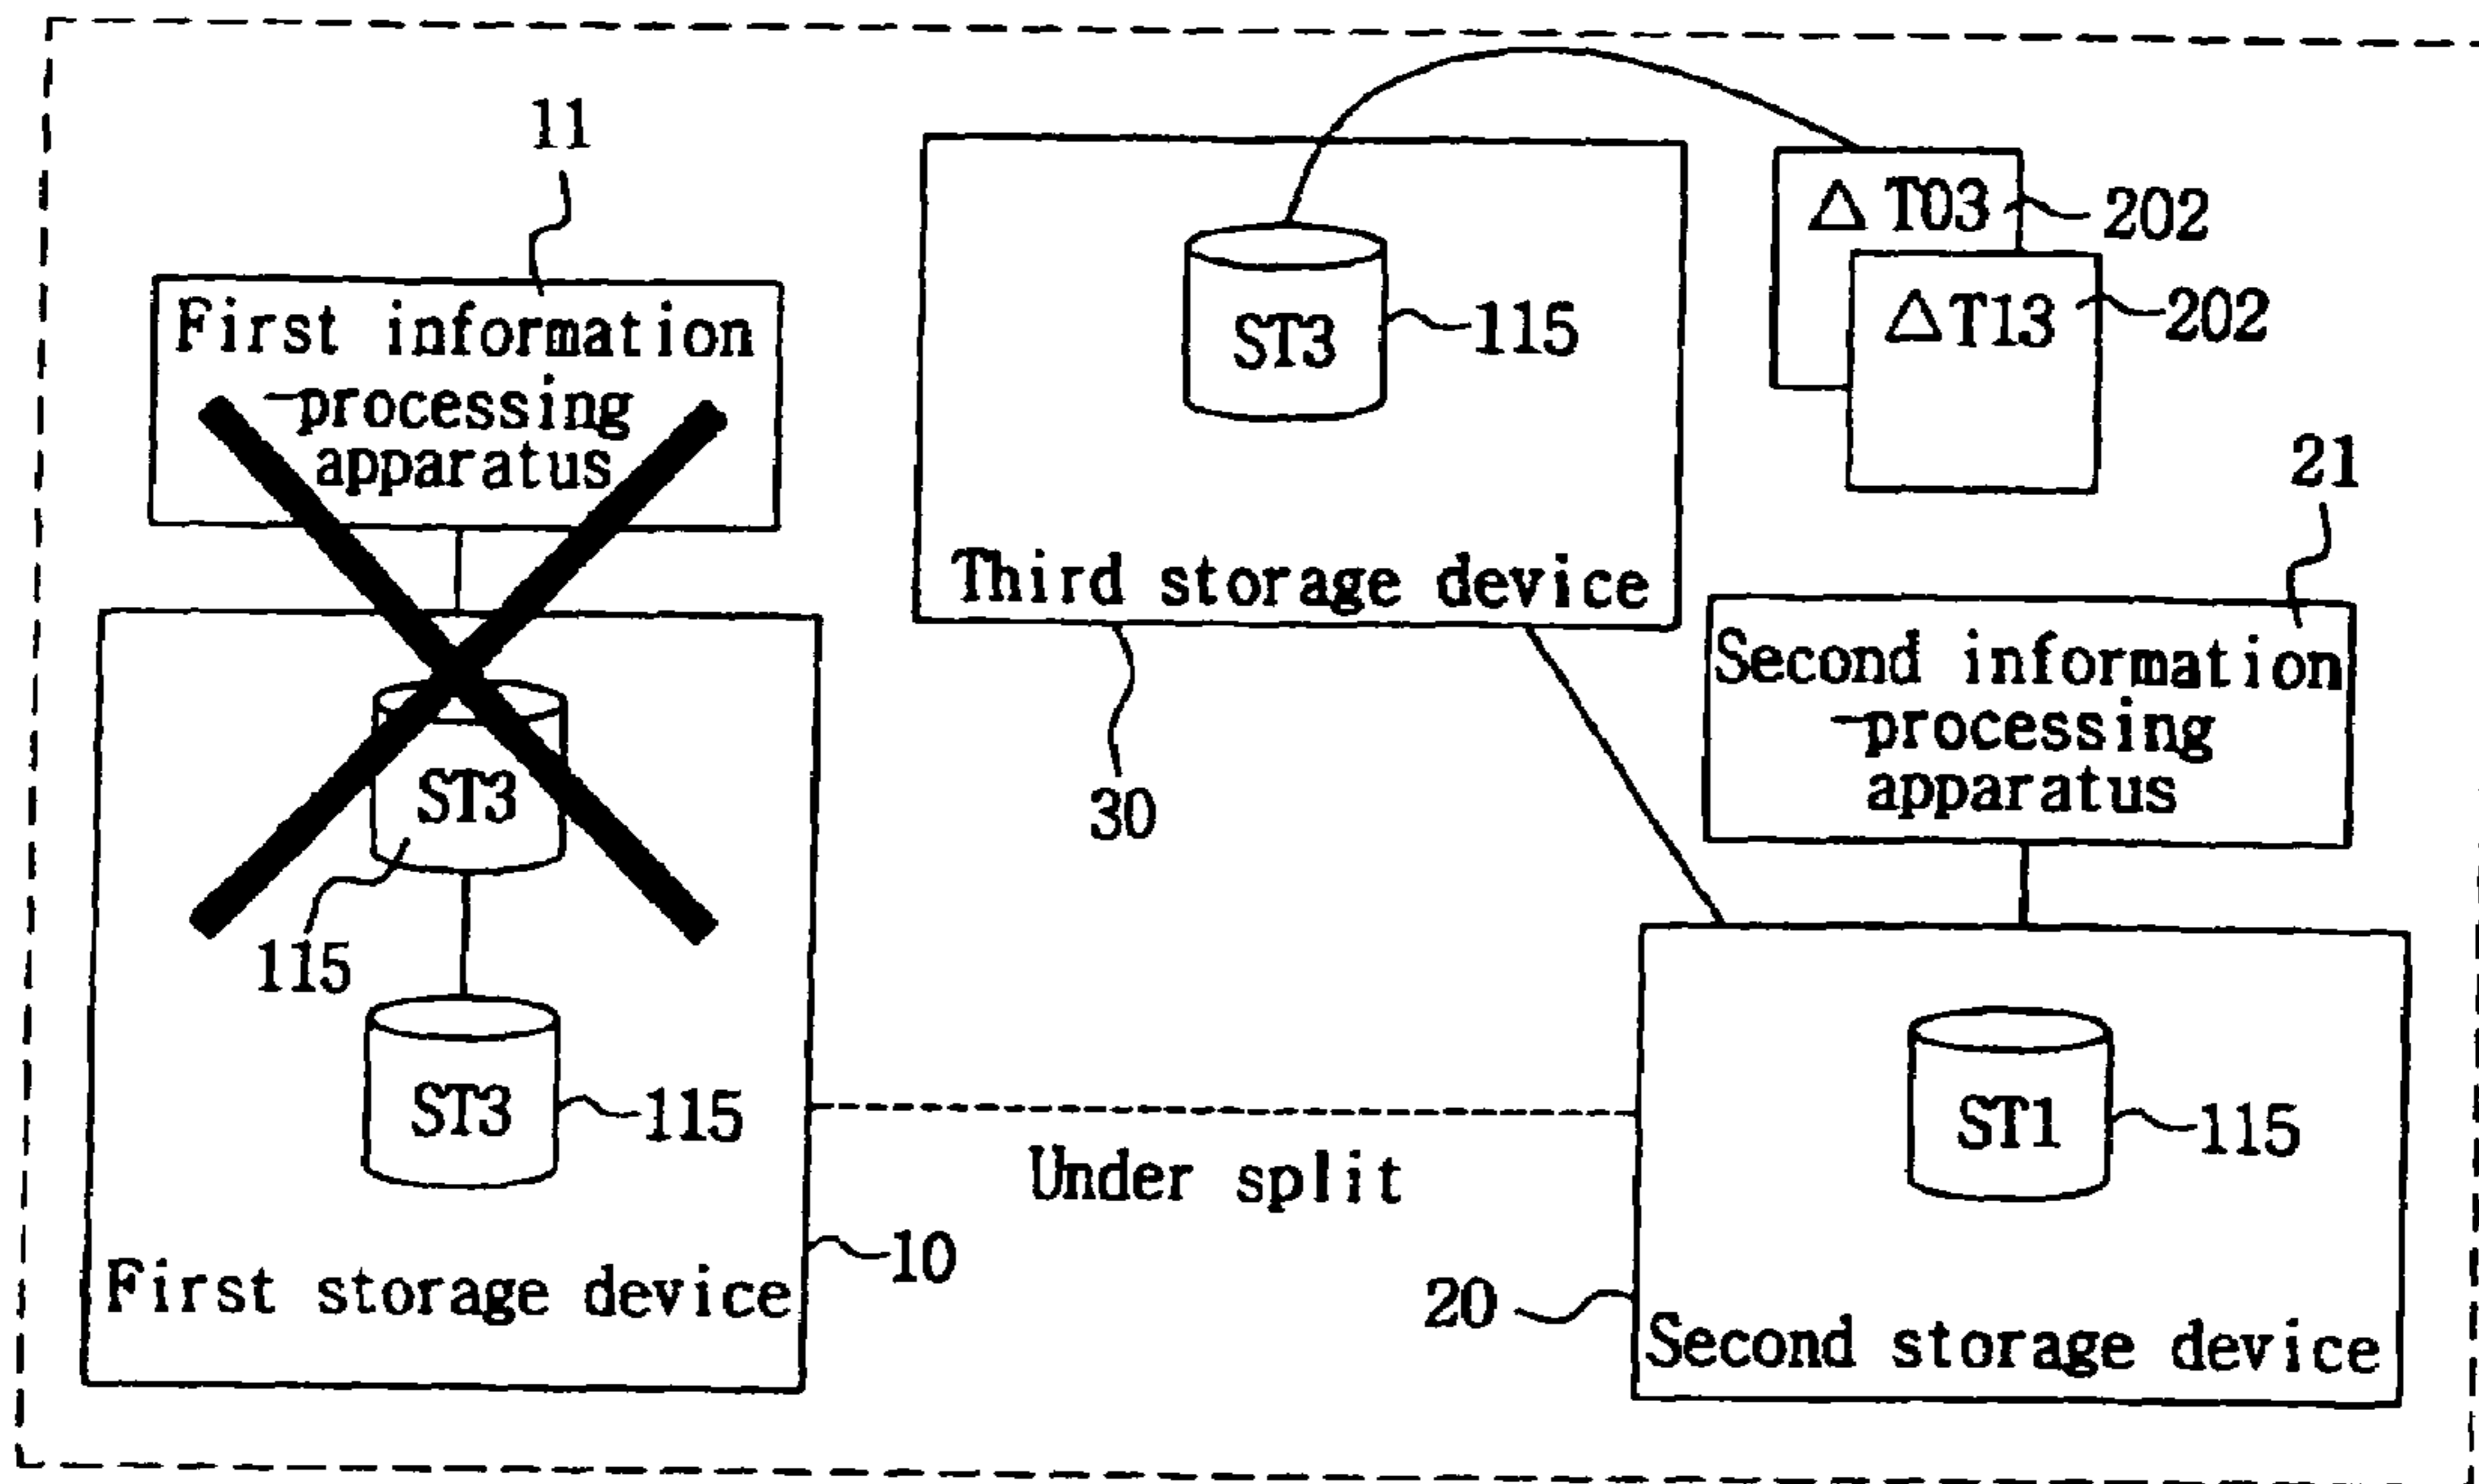 11
First information
-processing
apparatus
ST3
115
ST3
115
First storage device
10
ST3
115
Third storage device
30
△ T03
202
△T13
202
21
Second information
-processing
apparatus
Under split
ST1
115
20
Second storage device